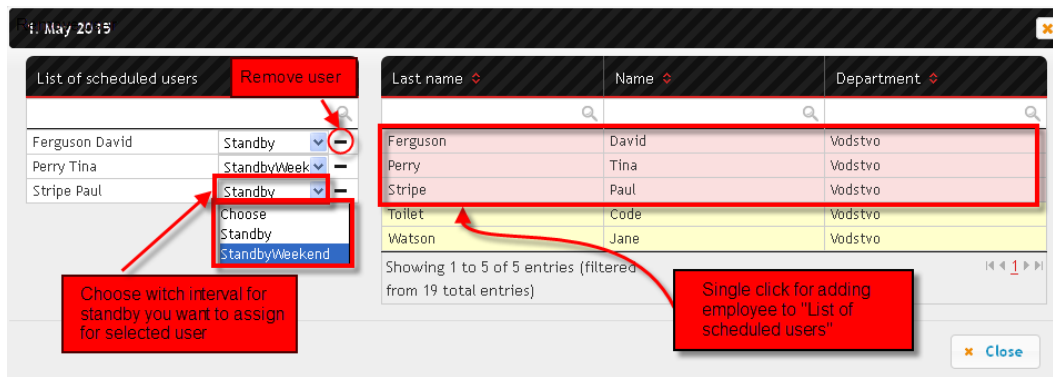 1. May 2015
List of scheduled users
Remove user
Last name
Name
Department
Ferguson David
Standby
Ferguson
David
Vodstvo
Perry Tina
StandbyWeek
Perry
Tina
Vodstvo
Stripe Paul
Standby
Stripe
Paul
Vodstvo
Choose
Toilet
Code
Vodstvo
Standby
Watson
Jane
Vodstvo
StandbyWeekend
Showing 1 to 5 of 5 entries (filtered
from 19 total entries)
1
Choose witch interval for
standby you want to assign
for selected user
Single click for adding
employee to "List of
scheduled users"
Close